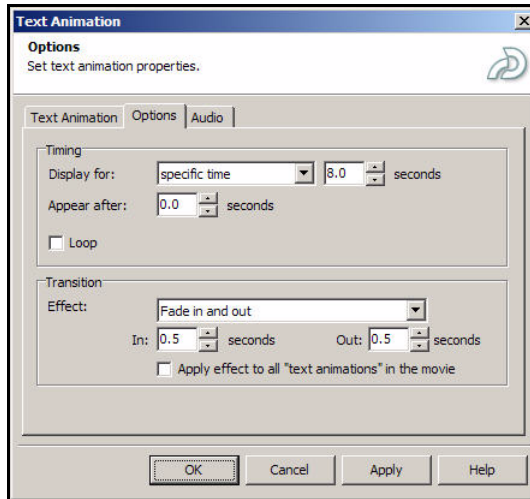 Text Animation
Options
Set text animation properties.
Text Animation Options Audio
Timing
Display for: specific time 8.0 seconds
Appear after: 0.0 seconds
Loop
Transition
Effect: Fade in and out
In: 0.5 seconds Out: 0.5 seconds
Apply effect to all "text animations" in the movie
OK Cancel Apply Help